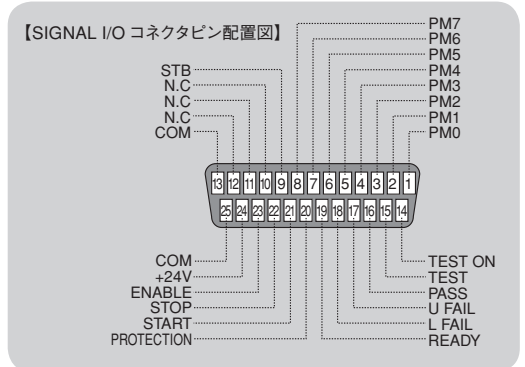 【SIGNAL I/O コネクタピン配置図】
PM7
PM6
PM5
PM4
PM3
PM2
PM1
PM0
STB
N.C
N.C
N.C
COM
13 12 11 10 9 8 7 6 5 4 3 2 1
25 24 23 22 21 20 19 18 17 16 15 14
COM
+24V
ENABLE
STOP
START
PROTECTION
TEST ON
TEST
PASS
U FAIL
L FAIL
READY